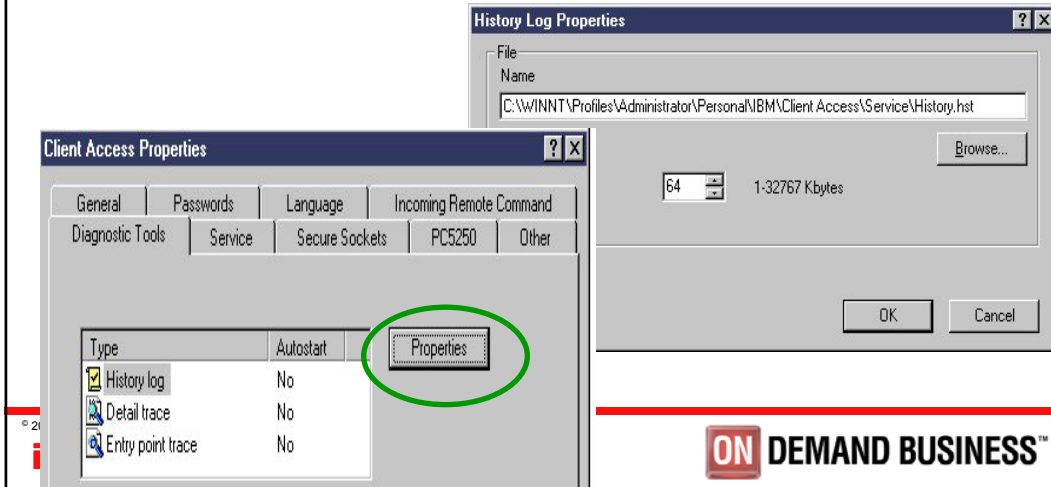 History Log Properties
File
Name
C:\WINNT\Profiles\Administrator\Personal\IBM\Client Access\Service\History.hst
Browse...
64 1-32767 Kbytes
OK Cancel
Client Access Properties
General Passwords Language Incoming Remote Command
Diagnostic Tools Service Secure Sockets PC5250 Other
Type Autostart
Properties
History log No
Detail trace No
Entry point trace No
ON DEMAND BUSINESS™